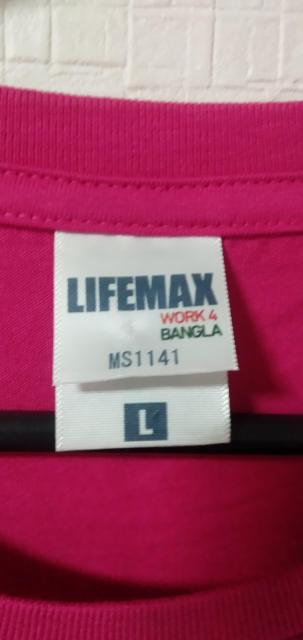 LIFEMAX
WORK 4
BANGLA
MS1141
L